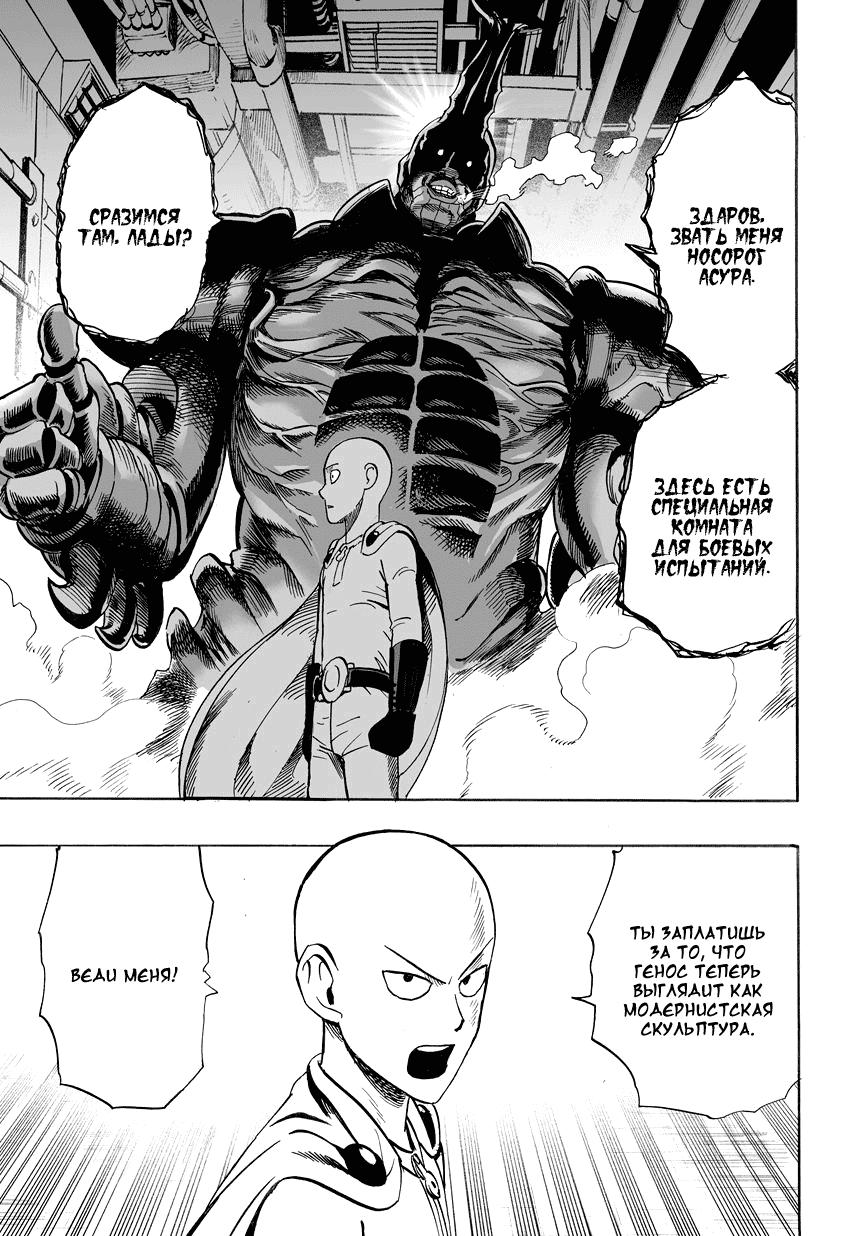 ЗДАРОВ.
ЗВАТЬ МЕНЯ
НОСОРОГ
АСУРА.
ЗДЕСЬ ЕСТЬ
СПЕЦИАЛЬНАЯ
КОМНАТА
ДЛЯ БОЕВЫХ
ИСПЫТАНИЙ.
СРАЗИМСЯ
ТАМ. ЛАДЫ?
ТЫ ЗАПЛАТИШЬ
ЗА ТО, ЧТО
ГЕНОС ТЕПЕРЬ
ВЫГЛЯДИТ КАК
МОДЕРНИСТСКАЯ
СКУЛЬПТУРА.
ВЕДИ МЕНЯ!